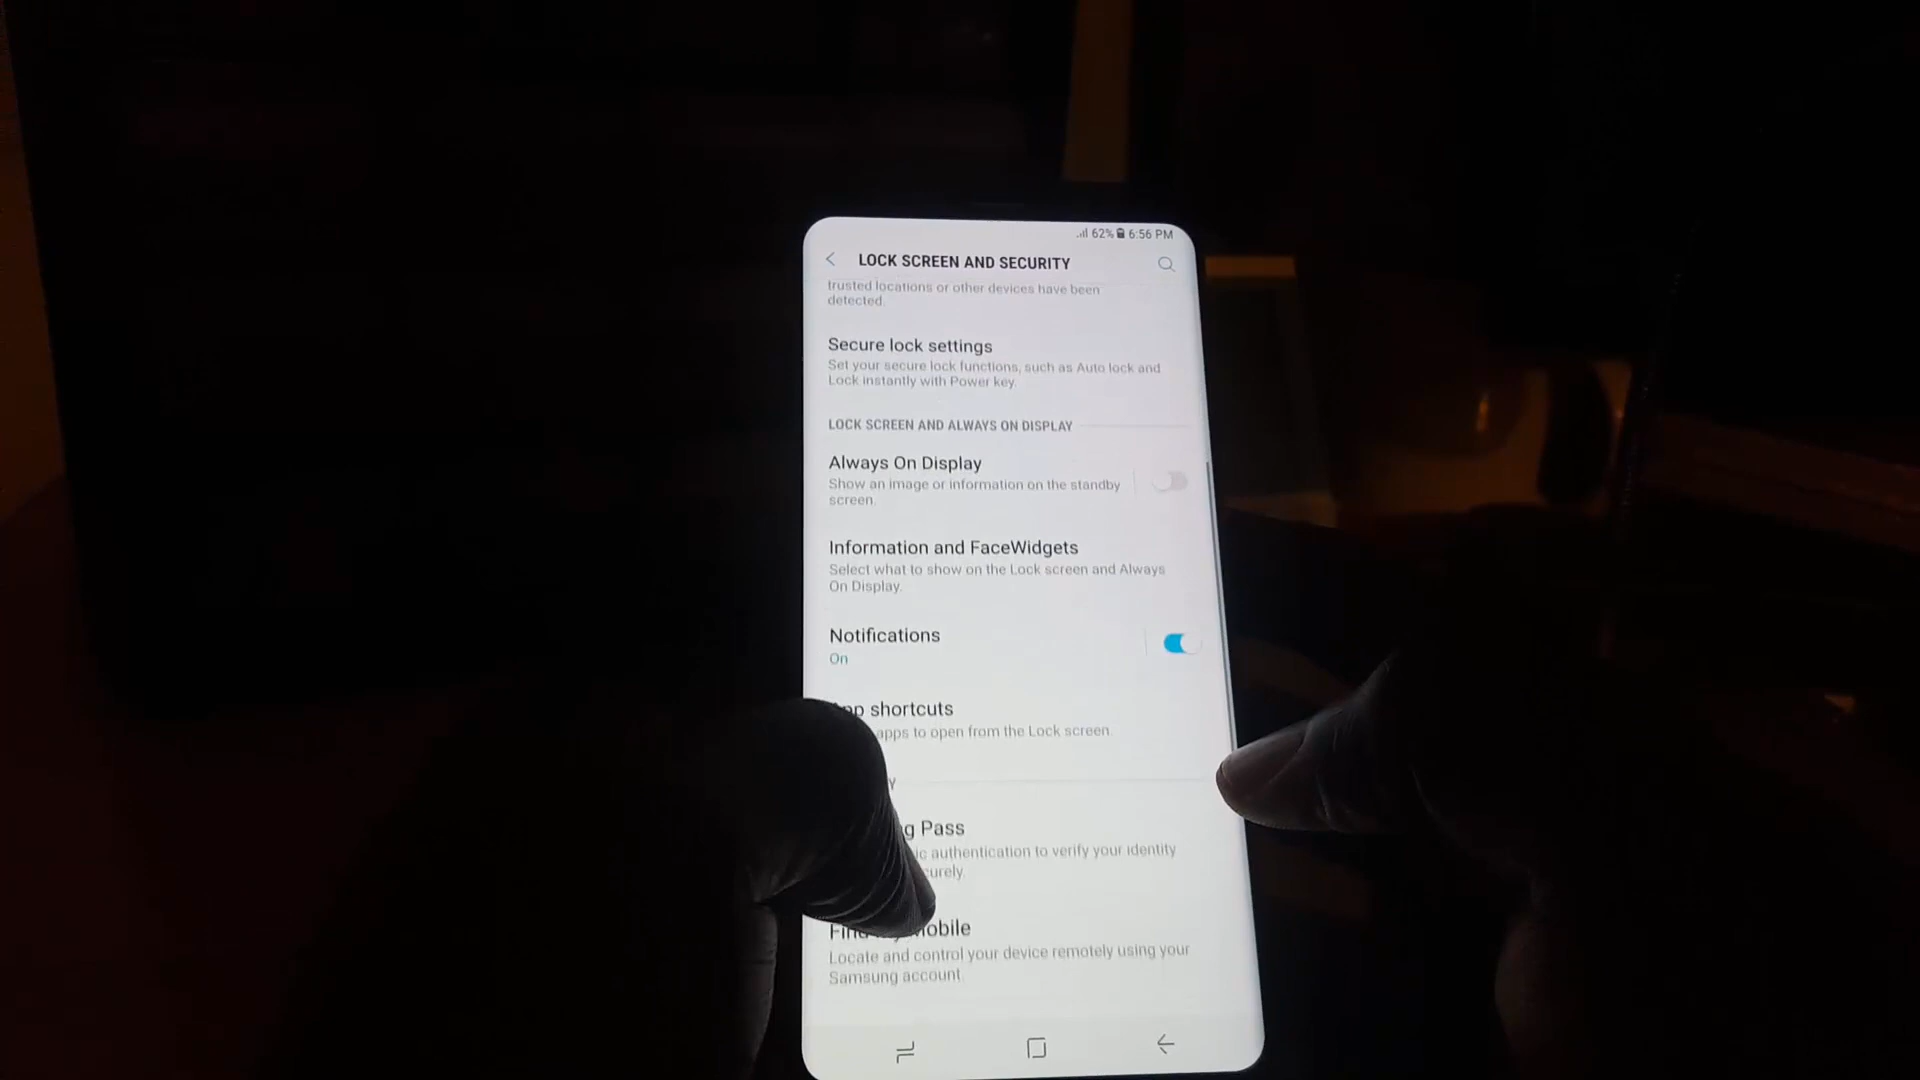 62% 6:56 PM
LOCK SCREEN AND SECURITY
trusted locations or other devices have been
detected.
Secure lock settings
Set your secure lock functions, such as Auto lock and
Lock instantly with Power key.
LOCK SCREEN AND ALWAYS ON DISPLAY
Always On Display
Show an image or information on the standby
screen.
Information and FaceWidgets
Select what to show on the Lock screen and Always
On Display.
Notifications
On
shortcuts
apps to open from the Lock screen.
Pass
authentication to verify your identity
Mobile
Locate and control your device remotely using your
Samsung account.